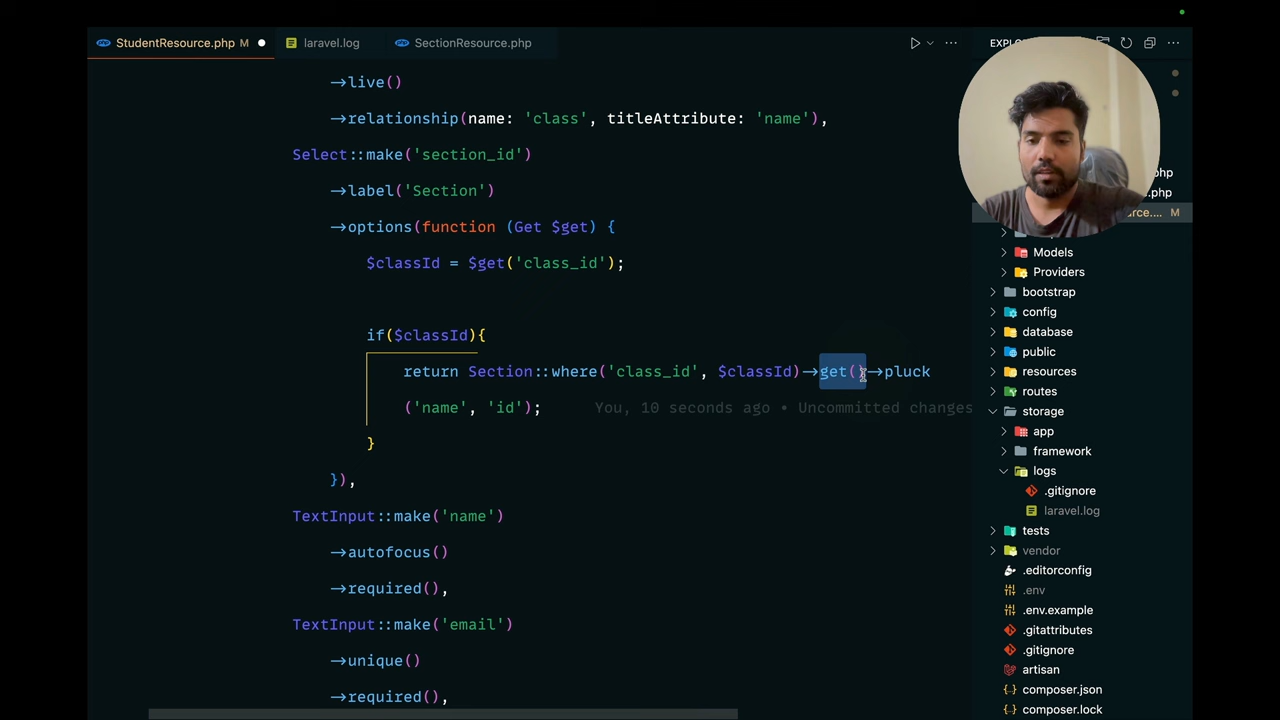 StudentResource.php M
laravel.log
SectionResource.php
->live()
->relationship(name: 'class', titleAttribute: 'name'),
Select::make('section_id')
->label('Section')
->options(function (Get $get) {
$classId = $get('class_id');
if($classId){
return Section::where('class_id', $classId)->get()->pluck
('name', 'id');
You, 10 seconds ago • Uncommitted changes
}
}),
TextInput::make('name')
->autofocus()
->required(),
TextInput::make('email')
->unique()
->required(),
M
Models
Providers
bootstrap
config
database
public
resources
routes
storage
app
framework
logs
.gitignore
laravel.log
tests
vendor
.editorconfig
.env
.env.example
.gitattributes
.gitignore
artisan
composer.json
composer.lock